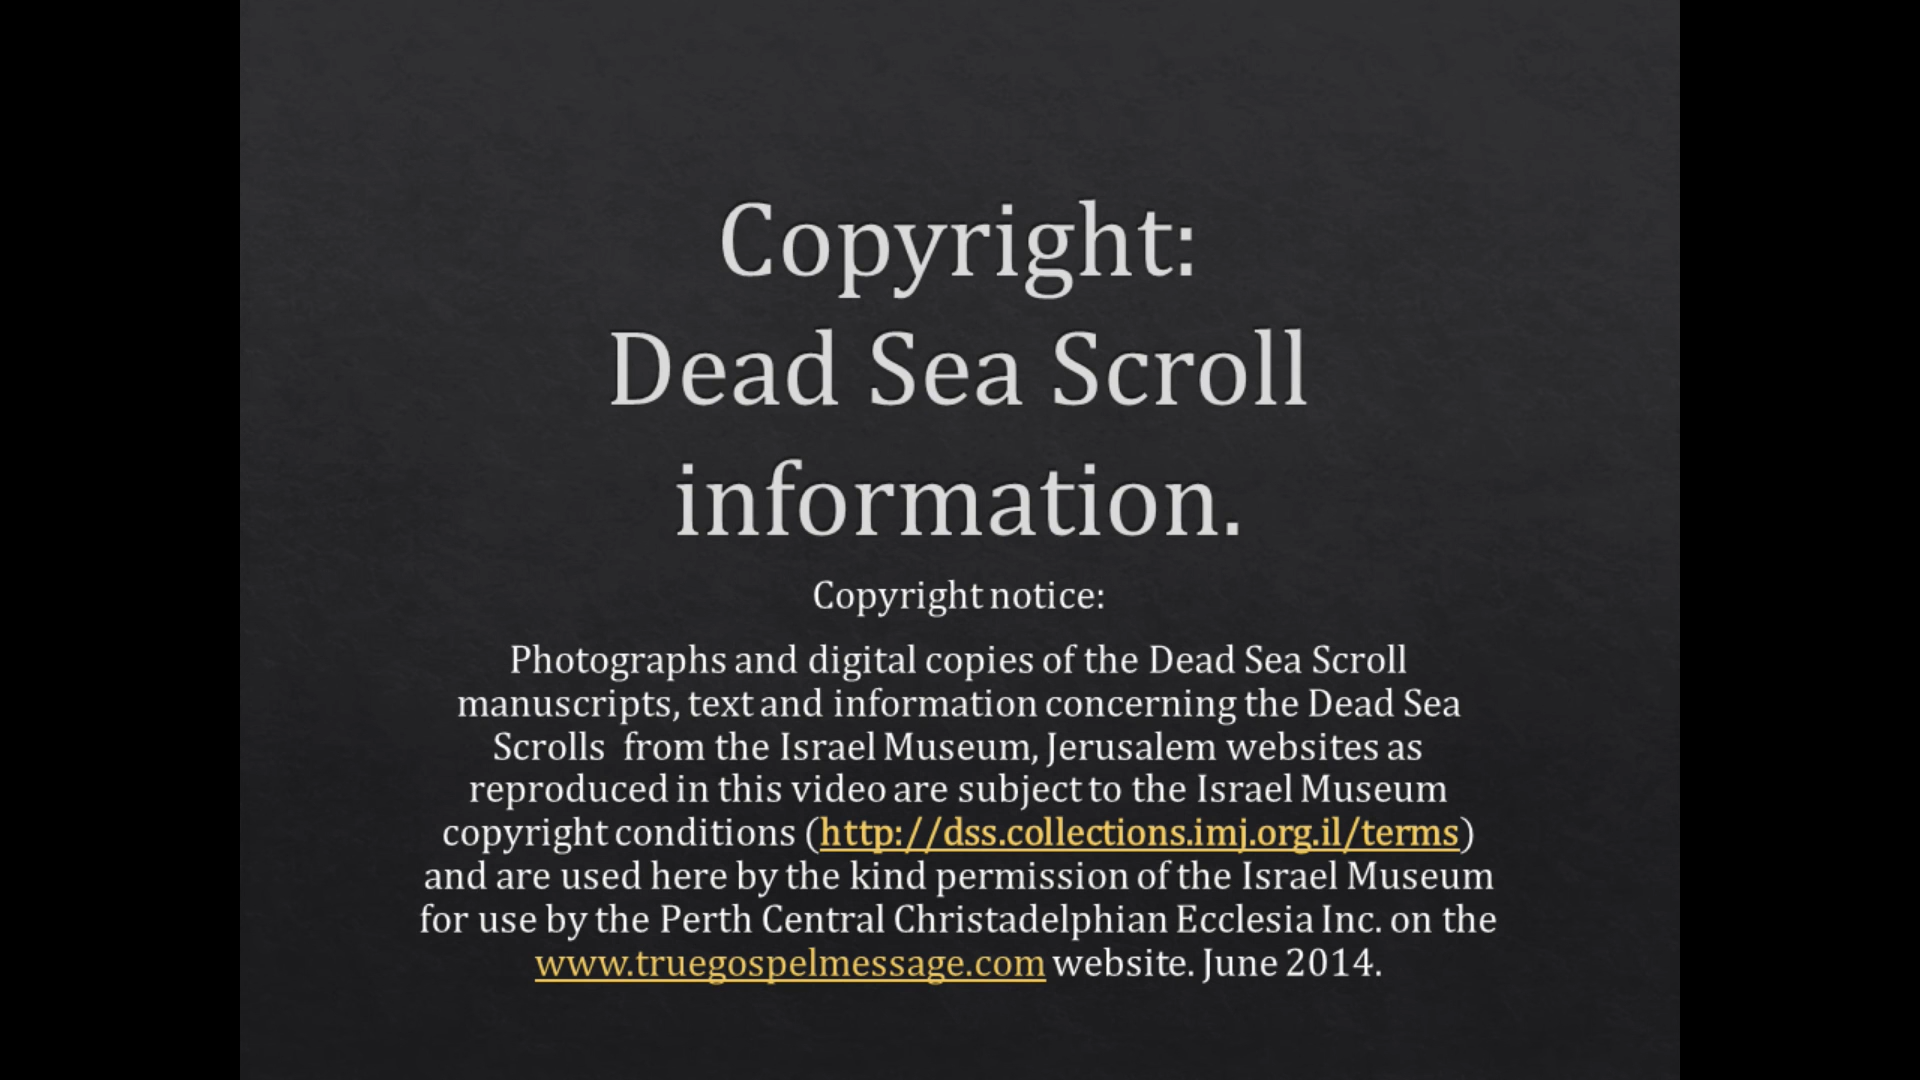 Copyright:
Dead Sea Scroll
information.
Copyright notice:
Photographs and digital copies of the Dead Sea Scroll
manuscripts, text and information concerning the Dead Sea
Scrolls  from the Israel Museum, Jerusalem websites as
reproduced in this video are subject to the Israel Museum
copyright conditions (http://dss.collections.imj.org.il/terms)
and are used here by the kind permission of the Israel Museum
for use by the Perth Central Christadelphian Ecclesia Inc. on the
www.truegospelmessage.com website. June 2014.